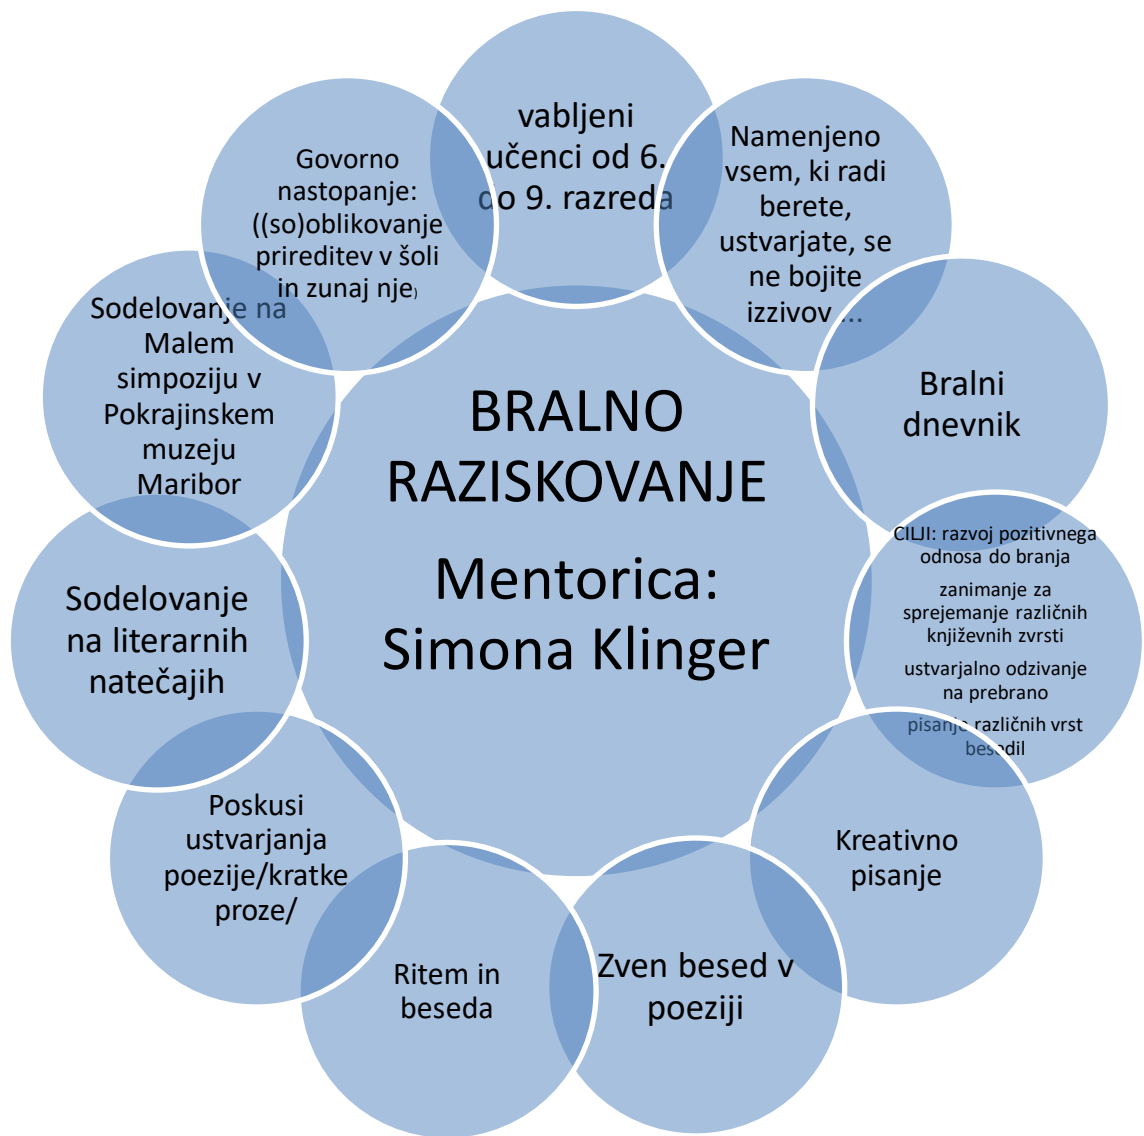 BRALNO
RAZISKOVANJE
Mentorica:
Simona Klinger
vabljeni
učenci od 6.
do 9. razreda
Namenjeno
vsem, ki radi
berete,
ustvarjate, se
ne bojite
izzivov ...
Bralni
dnevnik
CILJI: razvoj pozitivnega
odnosa do branja
zanimanje za
sprejemanje različnih
književnih zvrsti
ustvarjalno odzivanje
na prebrano
pisanje različnih vrst
besedil
Kreativno
pisanje
Zven besed v
poeziji
Ritem in
beseda
Poskusi
ustvarjanja
poezije/kratke
proze/
Sodelovanje
na literarnih
natečajih
Sodelovanje na
Malem
simpoziju v
Pokrajinskem
muzeju
Maribor
Govorno
nastopanje:
((so)oblikovanje
prireditev v šoli
in zunaj nje)